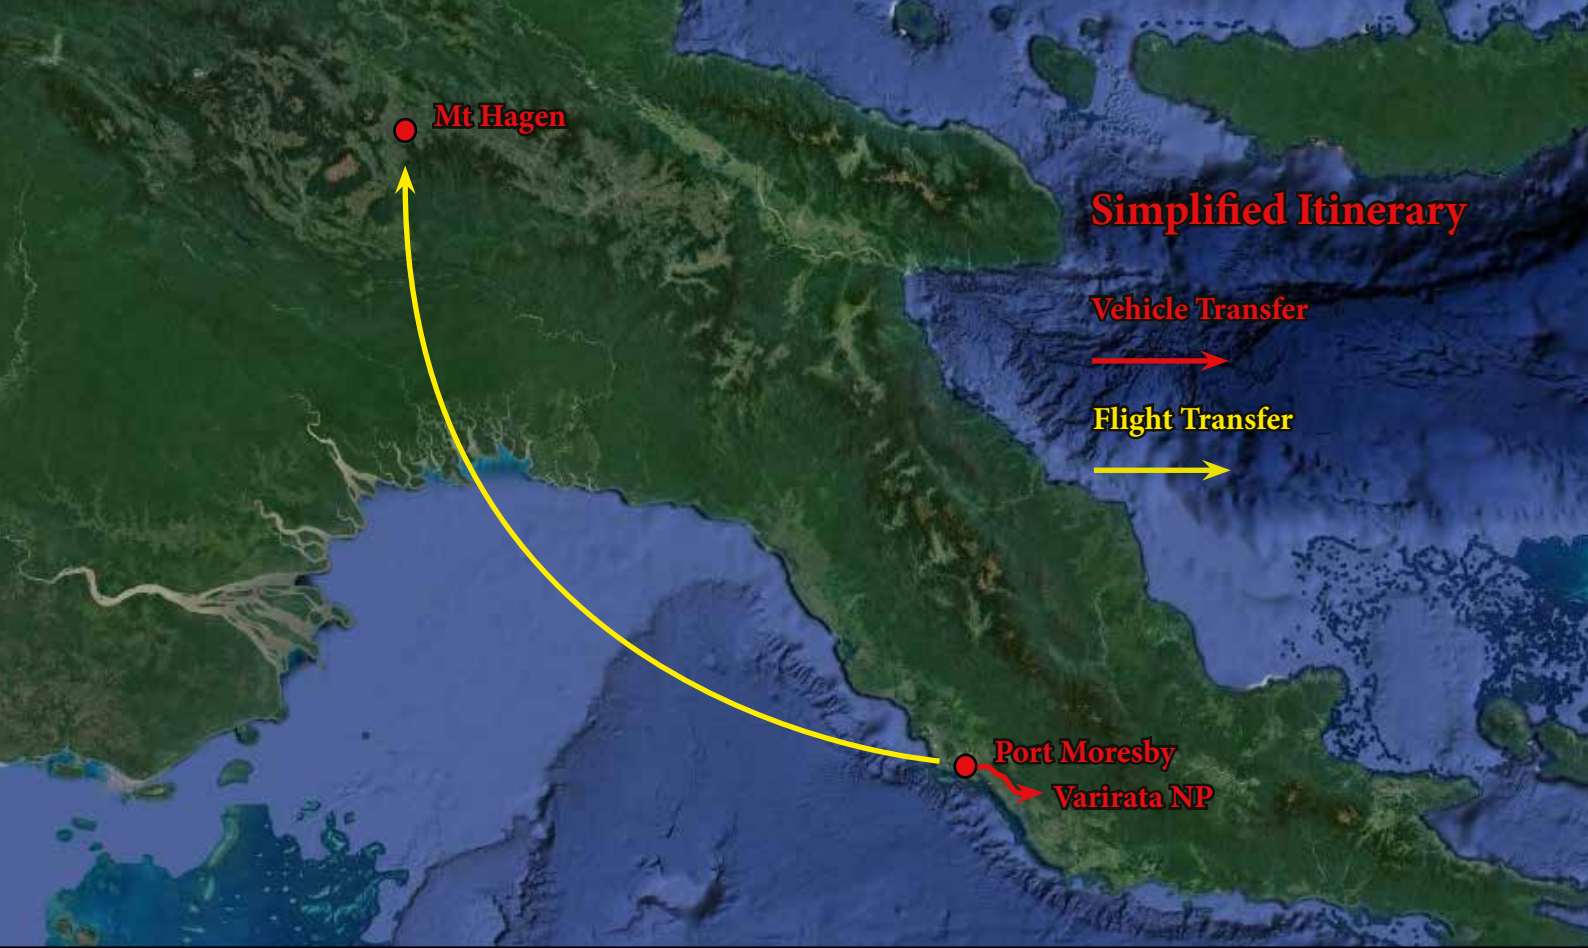 Mt Hagen
Simplified Itinerary
Vehicle Transfer
Flight Transfer
Port Moresby
Varirata NP